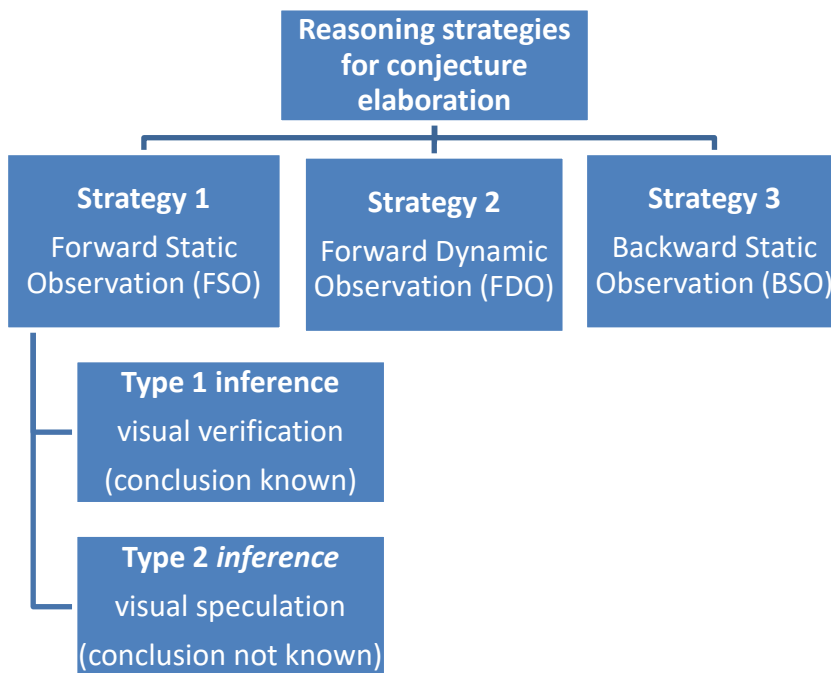 Reasoning strategies
for conjecture
elaboration
Strategy 1
Forward Static
Observation (FSO)
Strategy 2
Forward Dynamic
Observation (FDO)
Strategy 3
Backward Static
Observation (BSO)
Type 1 inference
visual verification
(conclusion known)
Type 2 inference
visual speculation
(conclusion not known)